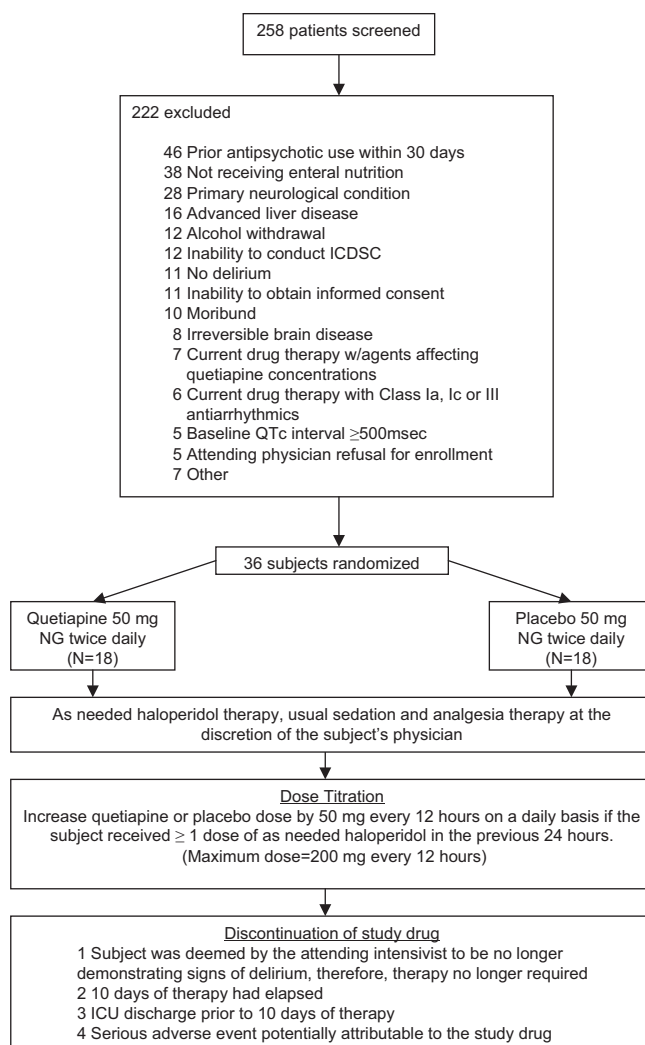 258 patients screened
222 excluded
46 Prior antipsychotic use within 30 days
38 Not receiving enteral nutrition
28 Primary neurological condition
16 Advanced liver disease
12 Alcohol withdrawal
12 Inability to conduct ICDSC
11 No delirium
11 Inability to obtain informed consent
10 Moribund
8 Irreversible brain disease
7 Current drug therapy w/agents affecting
quetiapine concentrations
6 Current drug therapy with Class Ia, Ic or III
antiarrhythmics
5 Baseline QTc interval ≥500msec
5 Attending physician refusal for enrollment
7 Other
36 subjects randomized
Quetiapine 50 mg
NG twice daily
(N=18)
Placebo 50 mg
NG twice daily
(N=18)
As needed haloperidol therapy, usual sedation and analgesia therapy at the
discretion of the subject's physician
Dose Titration
Increase quetiapine or placebo dose by 50 mg every 12 hours on a daily basis if the
subject received ≥ 1 dose of as needed haloperidol in the previous 24 hours.
(Maximum dose=200 mg every 12 hours)
Discontinuation of study drug
1 Subject was deemed by the attending intensivist to be no longer
demonstrating signs of delirium, therefore, therapy no longer required
2 10 days of therapy had elapsed
3 ICU discharge prior to 10 days of therapy
4 Serious adverse event potentially attributable to the study drug